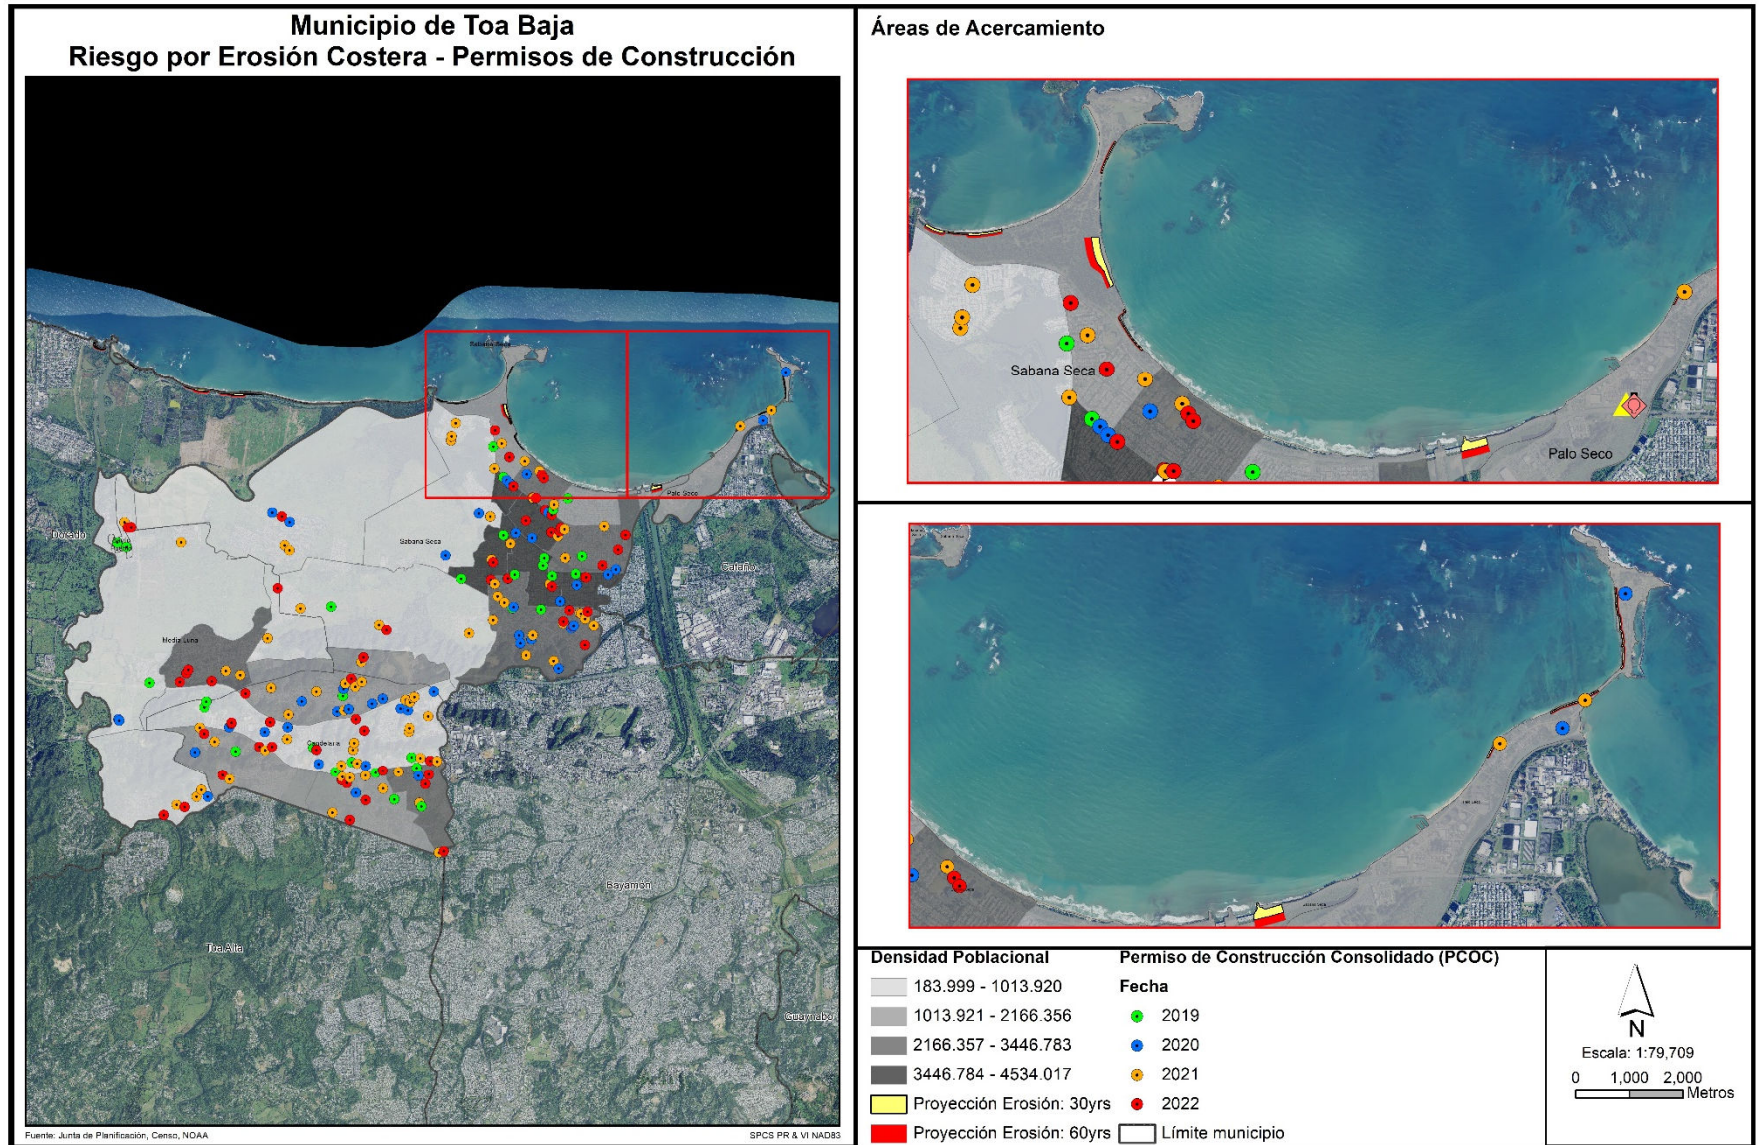 Municipio de Toa Baja
Riesgo por Erosión Costera - Permisos de Construcción
Sabana Seca
Palo Seco
Dorado
Sabana Seca
Cataño
Media Luna
Candelaria
Bayamón
Toa Alta
Guaynabo
Fuente: Junta de Planificación, Censo, NOAA
SPCS PR & VI NAD83
Áreas de Acercamiento
Sabana Seca
Palo Seco
Densidad Poblacional
183.999 - 1013.920
1013.921 - 2166.356
2166.357 - 3446.783
3446.784 - 4534.017
Proyección Erosión: 30yrs
Proyección Erosión: 60yrs
Permiso de Construcción Consolidado (PCOC)
Fecha
2019
2020
2021
2022
Límite municipio
N
Escala: 1:79,709
0 1,000 2,000
Metros